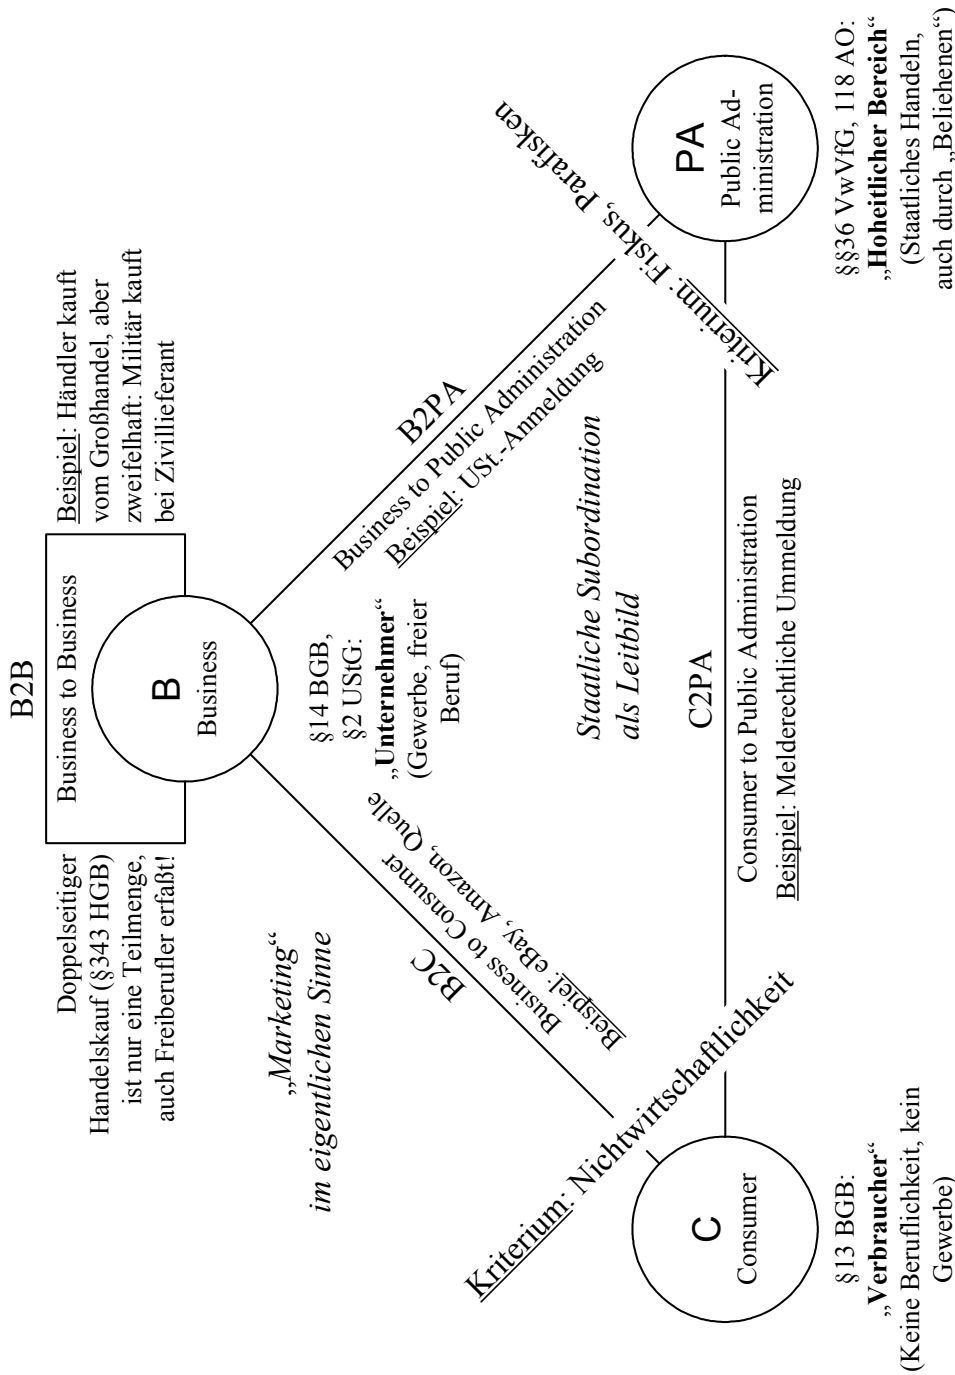 B2B
Business to Business
Doppelseitiger
Handelskauf (§343 HGB)
ist nur eine Teilmenge,
auch Freiberufler erfaßt!
Beispiel: Händler kauft
vom Großhandel, aber
zweifelhaft: Militär kauft
bei Zivillieferant
B
Business
§14 BGB,
§2 UStG:
„Unternehmer“
(Gewerbe, freier
Beruf)
„Marketing“
im eigentlichen Sinne
B2C
Business to Consumer
Beispiel: eBay, Amazon, Quelle
B2PA
Business to Public Administration
Beispiel: USt.-Anmeldung
Staatliche Subordination
als Leitbild
Kriterium: Nichtwirtschaftlichkeit
Kriterium: Fiskus, Parafisken
C2PA
Consumer to Public Administration
Beispiel: Melderechtliche Ummeldung
C
Consumer
§13 BGB:
„Verbraucher“
(Keine Beruflichkeit, kein
Gewerbe)
PA
Public Ad-
ministration
§§36 VwVfG, 118 AO:
„Hoheitlicher Bereich“
(Staatliches Handeln,
auch durch „Beliehenen“)